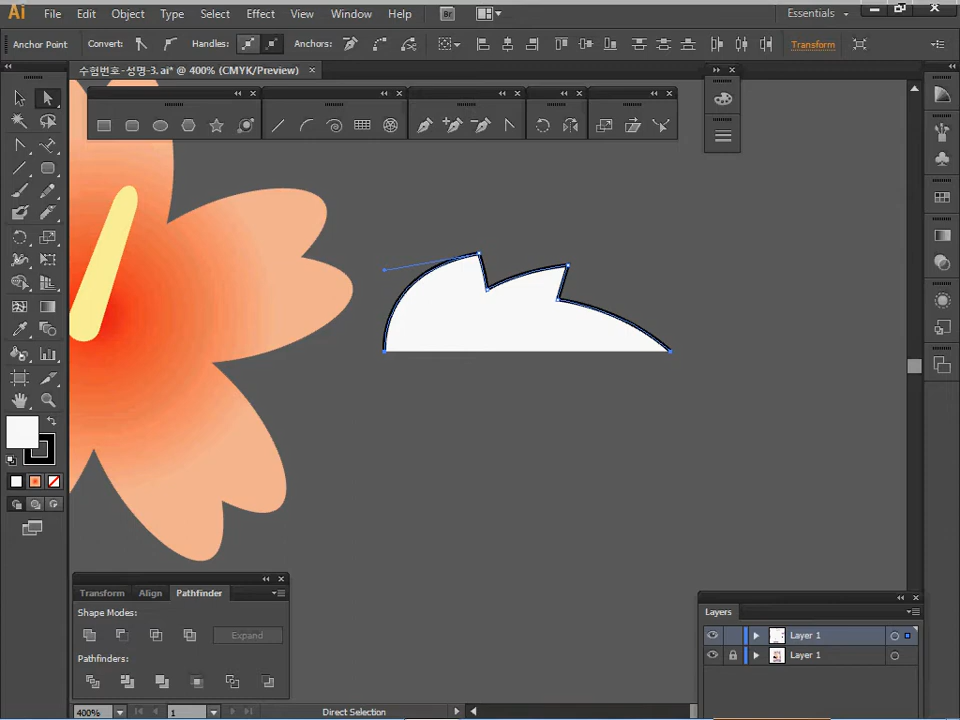 Ai File Edit Object Type Select Effect View Window Help Br Essentials
Anchor Point Convert: Handles: Anchors: Transform
수험번호-성명-3.ai* @ 400% (CMYK/Preview)
Transform Align Pathfinder
Shape Modes:
Expand
Pathfinders:
Layers
Layer 1
Layer 1
400% 1 Direct Selection